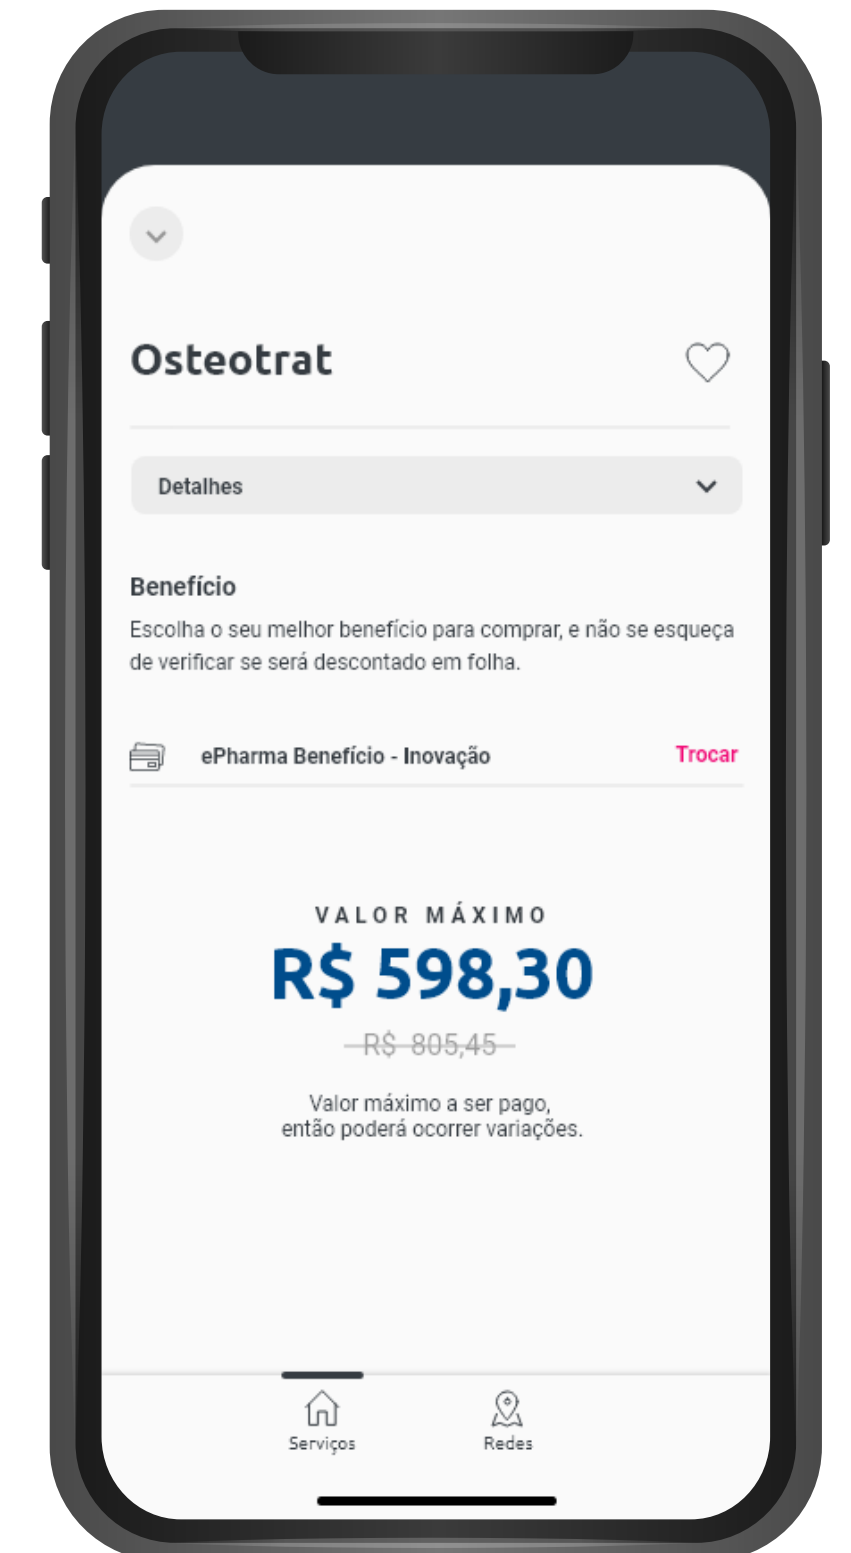 Osteotrat
Detalhes
Benefício
Escolha o seu melhor benefício para comprar, e não se esqueça
de verificar se será descontado em folha.
ePharma Benefício - Inovação
Trocar
VALOR MÁXIMO
R$ 598,30
R$ 805,45
Valor máximo a ser pago,
então poderá ocorrer variações.
Serviços
Redes